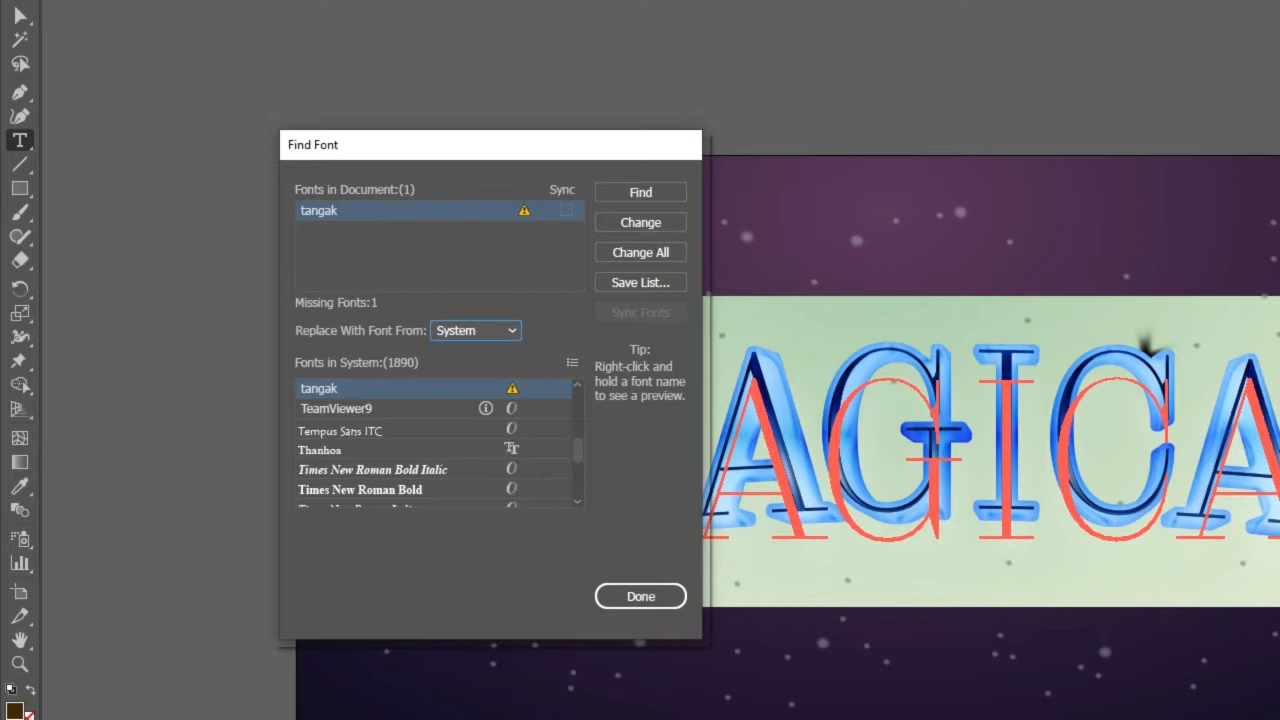 Find Font
Fonts in Document:(1)
Sync
tangak
Find
Change
Change All
Save List...
Sync Fonts
Missing Fonts:1
Replace With Font From:
System
Fonts in System:(1890)
Tip:
Right-click and
hold a font name
to see a preview.
tangak
TeamViewer9
Tempus Sans ITC
Thanhoa
Times New Roman Bold Italic
Times New Roman Bold
Done
AGICA